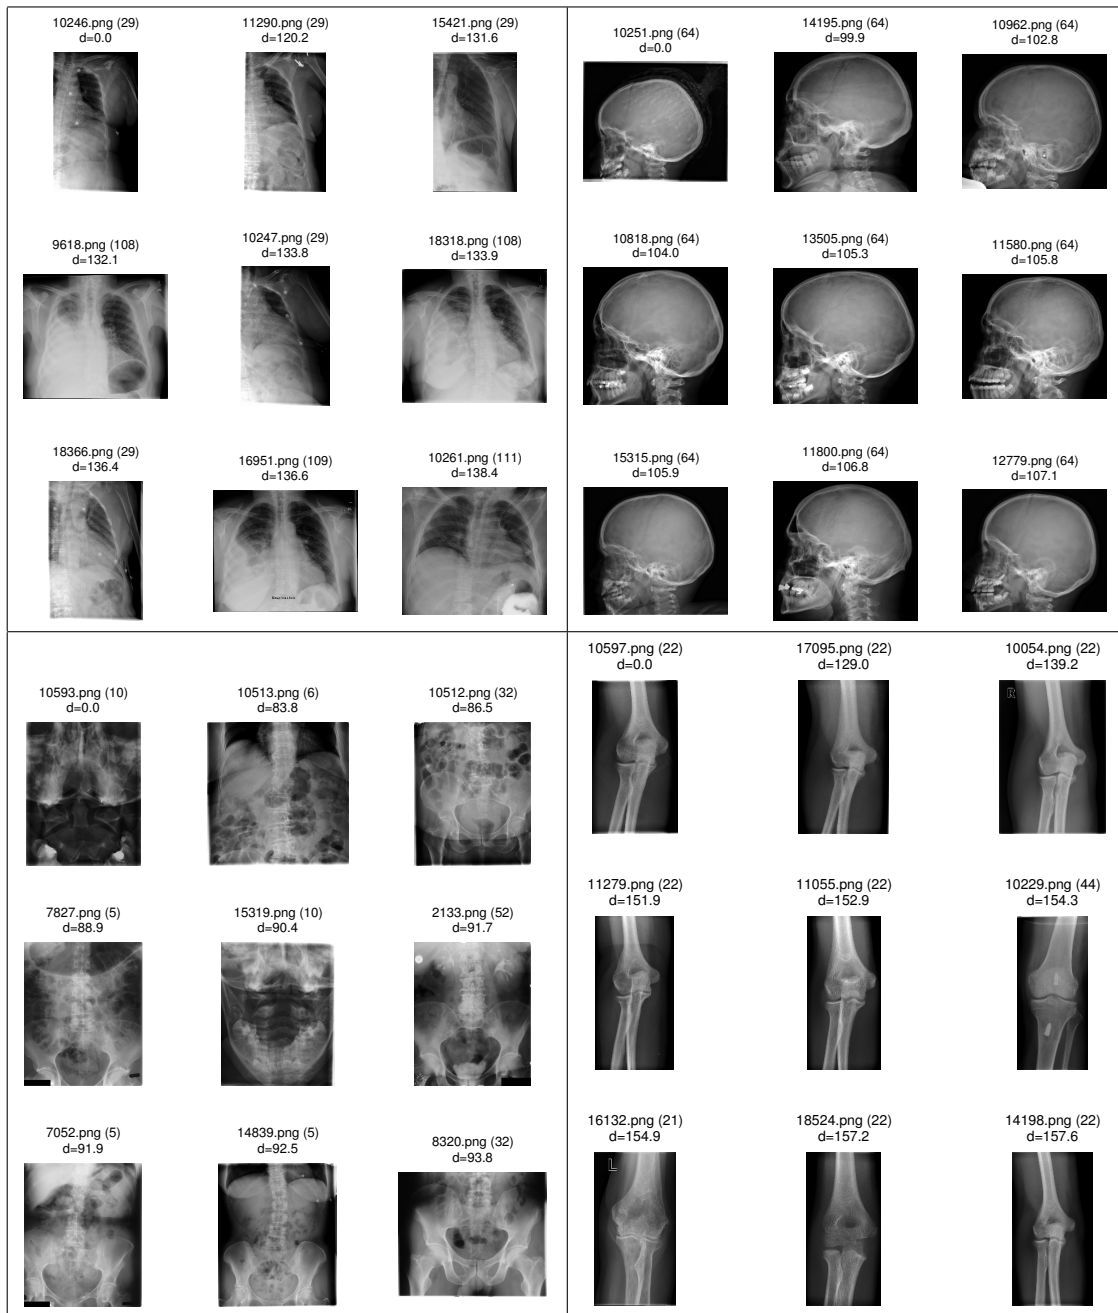 10246.png (29)
d=0.0
11290.png (29)
d=120.2
15421.png (29)
d=131.6
9618.png (108)
d=132.1
10247.png (29)
d=133.8
18318.png (108)
d=133.9
18366.png (29)
d=136.4
16951.png (109)
d=136.6
10261.png (111)
d=138.4
10251.png (64)
d=0.0
14195.png (64)
d=99.9
10962.png (64)
d=102.8
10818.png (64)
d=104.0
13505.png (64)
d=105.3
11580.png (64)
d=105.8
15315.png (64)
d=105.9
11800.png (64)
d=106.8
12779.png (64)
d=107.1
10593.png (10)
d=0.0
10513.png (6)
d=83.8
10512.png (32)
d=86.5
7827.png (5)
d=88.9
15319.png (10)
d=90.4
2133.png (52)
d=91.7
7052.png (5)
d=91.9
14839.png (5)
d=92.5
8320.png (32)
d=93.8
10597.png (22)
d=0.0
17095.png (22)
d=129.0
10054.png (22)
d=139.2
R
11279.png (22)
d=151.9
11055.png (22)
d=152.9
10229.png (44)
d=154.3
16132.png (21)
d=154.9
L
18524.png (22)
d=157.2
14198.png (22)
d=157.6